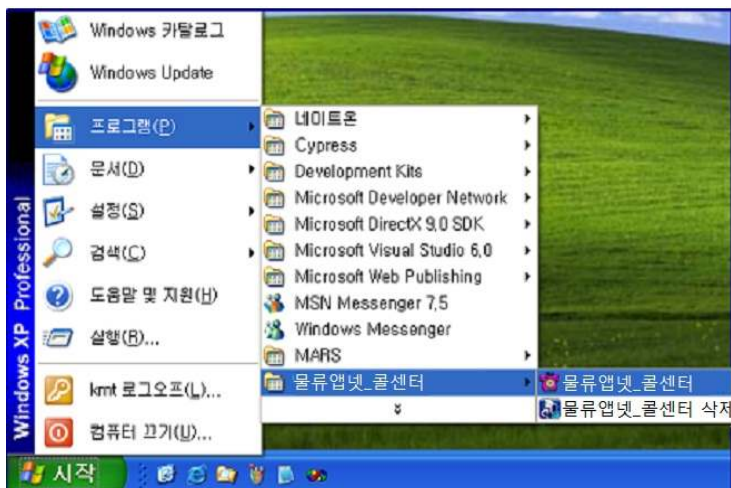 Windows 카탈로그
Windows Update
프로그램(P)
문서(D)
설정(S)
검색(C)
도움말 및 지원(H)
실행(R)...
kmt 로그오프(L)...
컴퓨터 끄기(U)...
Windows XP Professional
네이트온
Cypress
Development Kits
Microsoft Developer Network
Microsoft DirectX 9.0 SDK
Microsoft Visual Studio 6.0
Microsoft Web Publishing
MSN Messenger 7.5
Windows Messenger
MARS
물류앱넷_콜센터
물류앱넷_콜센터
물류앱넷_콜센터 삭제
시작